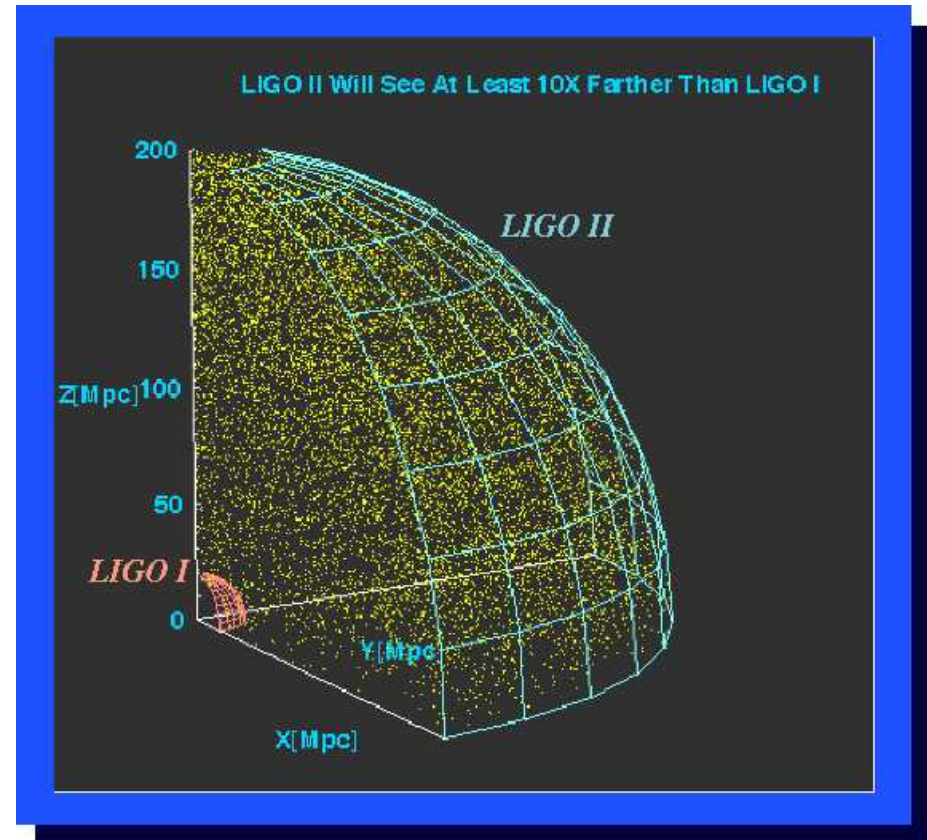 LIGO II Will See At Least 10X Farther Than LIGO I
200
LIGO II
150
Z[Mpc]
100
50
LIGO I
0
Y[Mpc
X[Mpc]